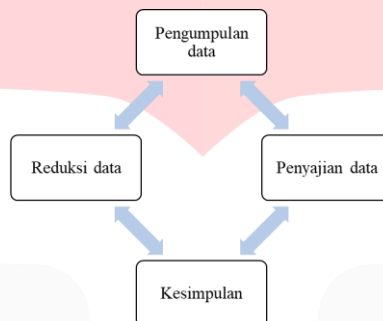 Pengumpulan
data
Reduksi data
Penyajian data
Kesimpulan